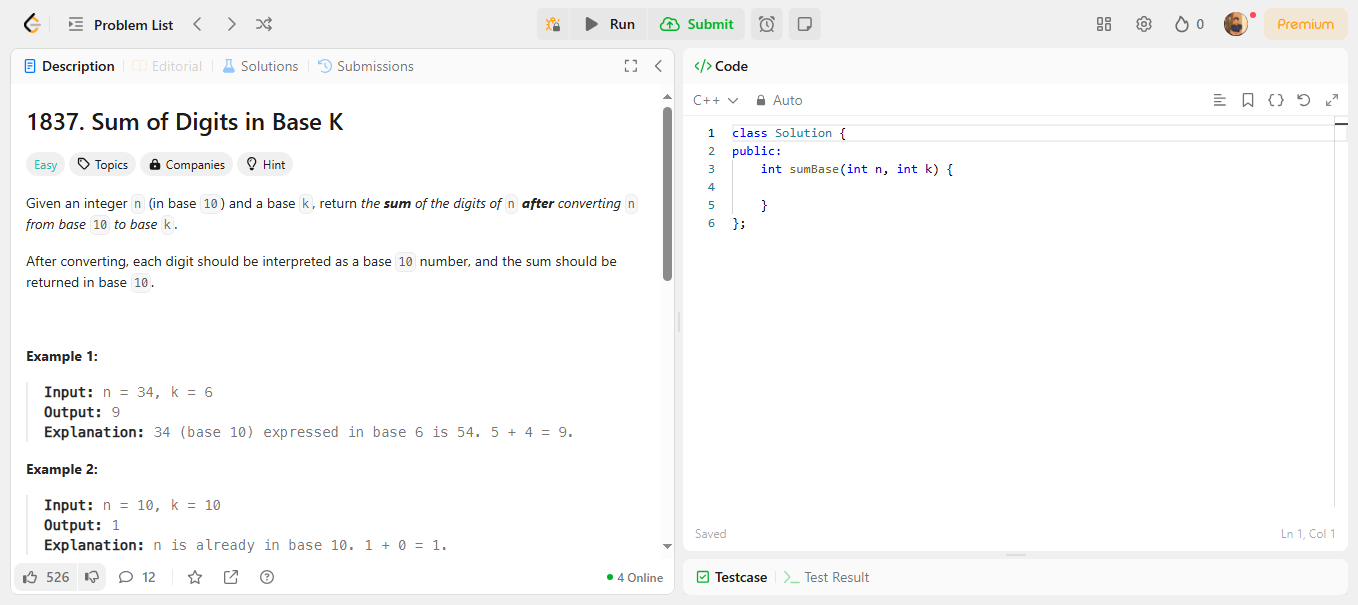 Problem List
Run
Submit
0
Premium
Description
Editorial
Solutions
Submissions
1837. Sum of Digits in Base K
Easy
Topics
Companies
Hint
Given an integer n (in base 10) and a base k, return the sum of the digits of n after converting n
from base 10 to base k.
After converting, each digit should be interpreted as a base 10 number, and the sum should be
returned in base 10.
Example 1:
Input: n = 34, k = 6
Output: 9
Explanation: 34 (base 10) expressed in base 6 is 54. 5 + 4 = 9.
Example 2:
Input: n = 10, k = 10
Output: 1
Explanation: n is already in base 10. 1 + 0 = 1.
526
12
4 Online
</> Code
C++
Auto
1 class Solution {
2 public:
3     int sumBase(int n, int k) {
4
5     }
6 };
Saved
Ln 1, Col 1
Testcase
Test Result